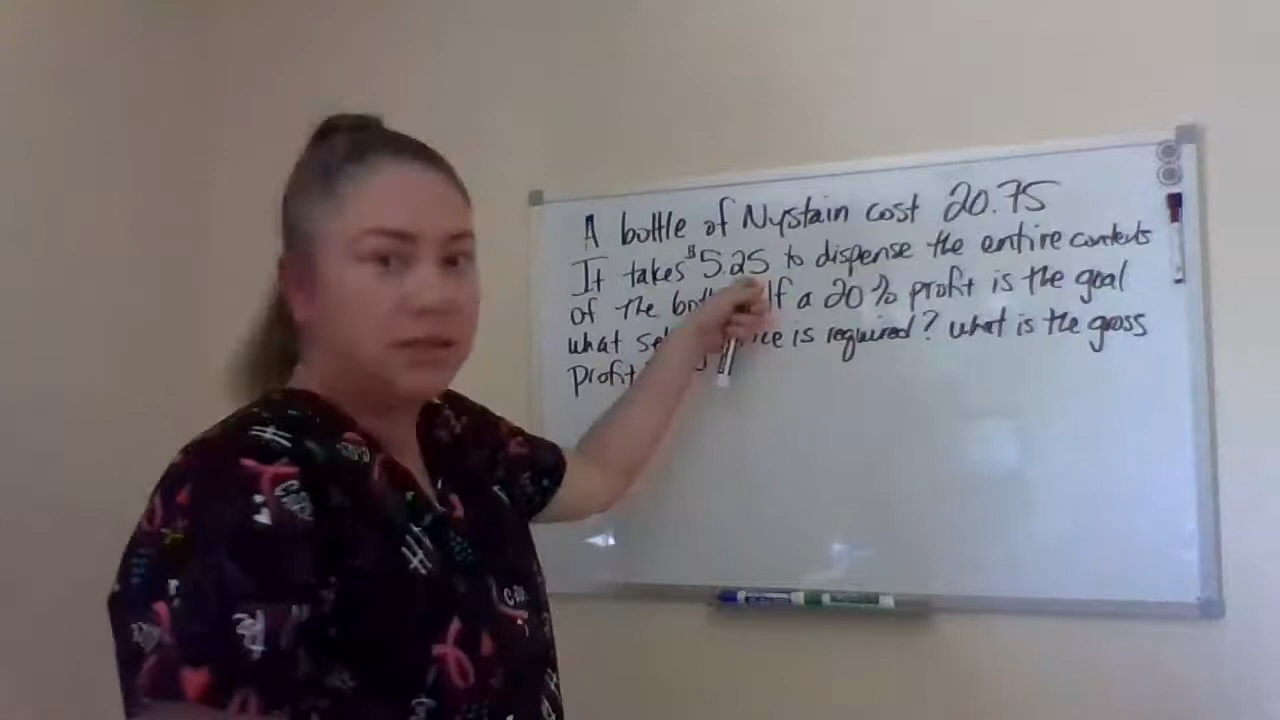 A bottle of Nystain cost 20.75
It takes $5.25 to dispense the entire contents
of the If a 20% profit is the goal
what is required? what is the gross
Profit